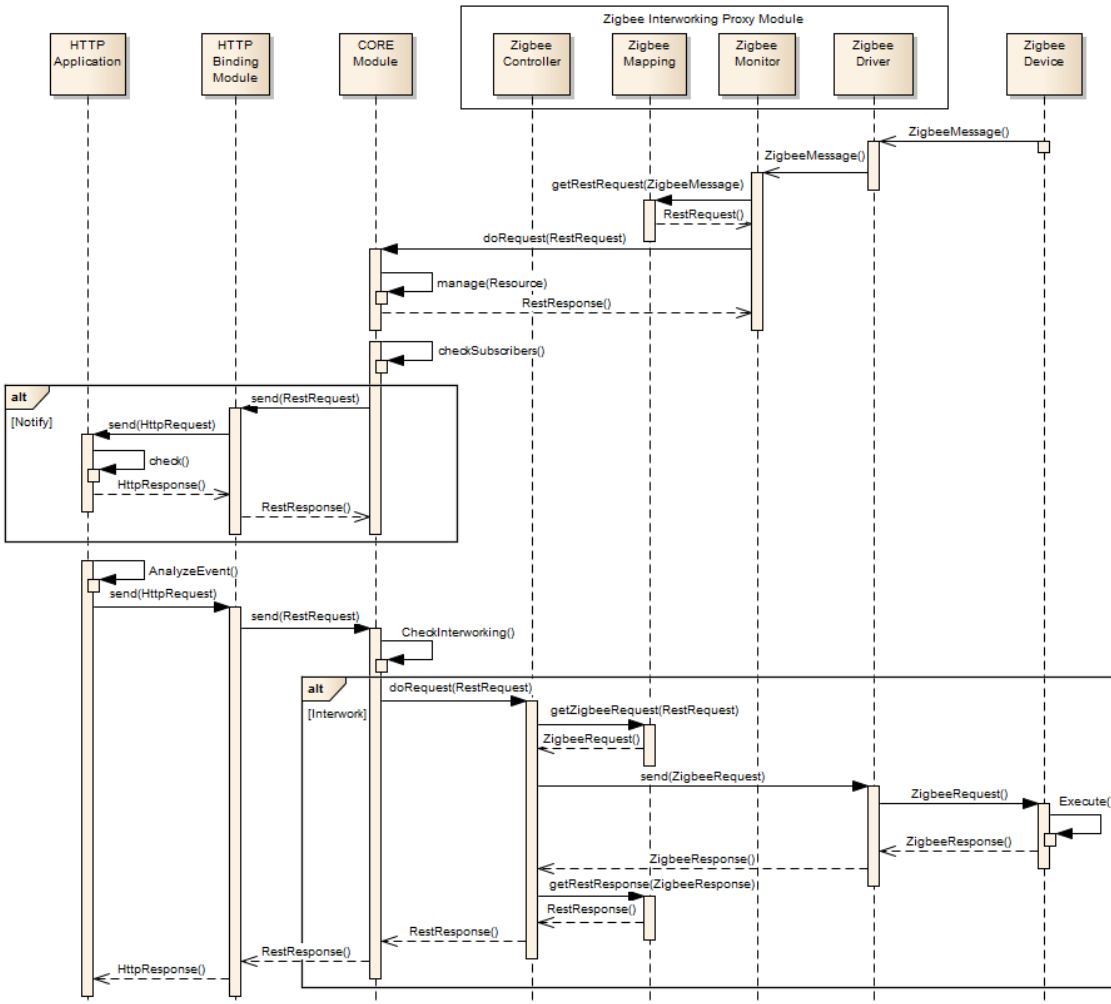 Zigbee Interworking Proxy Module
HTTP
Application
HTTP
Binding
Module
CORE
Module
Zigbee
Controller
Zigbee
Mapping
Zigbee
Monitor
Zigbee
Driver
Zigbee
Device
ZigbeeMessage()
ZigbeeMessage()
getRestRequest(ZigbeeMessage)
RestRequest()
doRequest(RestRequest)
manage(Resource)
RestResponse()
checkSubscribers()
alt
[Notify]
send(RestRequest)
send(HttpRequest)
check()
HttpResponse()
RestResponse()
AnalyzeEvent()
send(HttpRequest)
send(RestRequest)
CheckInterworking()
alt
[Interwork]
doRequest(RestRequest)
getZigbeeRequest(RestRequest)
ZigbeeRequest()
send(ZigbeeRequest)
ZigbeeRequest()
Execute()
ZigbeeResponse()
ZigbeeResponse()
getRestResponse(ZigbeeResponse)
RestResponse()
RestResponse()
RestResponse()
HttpResponse()